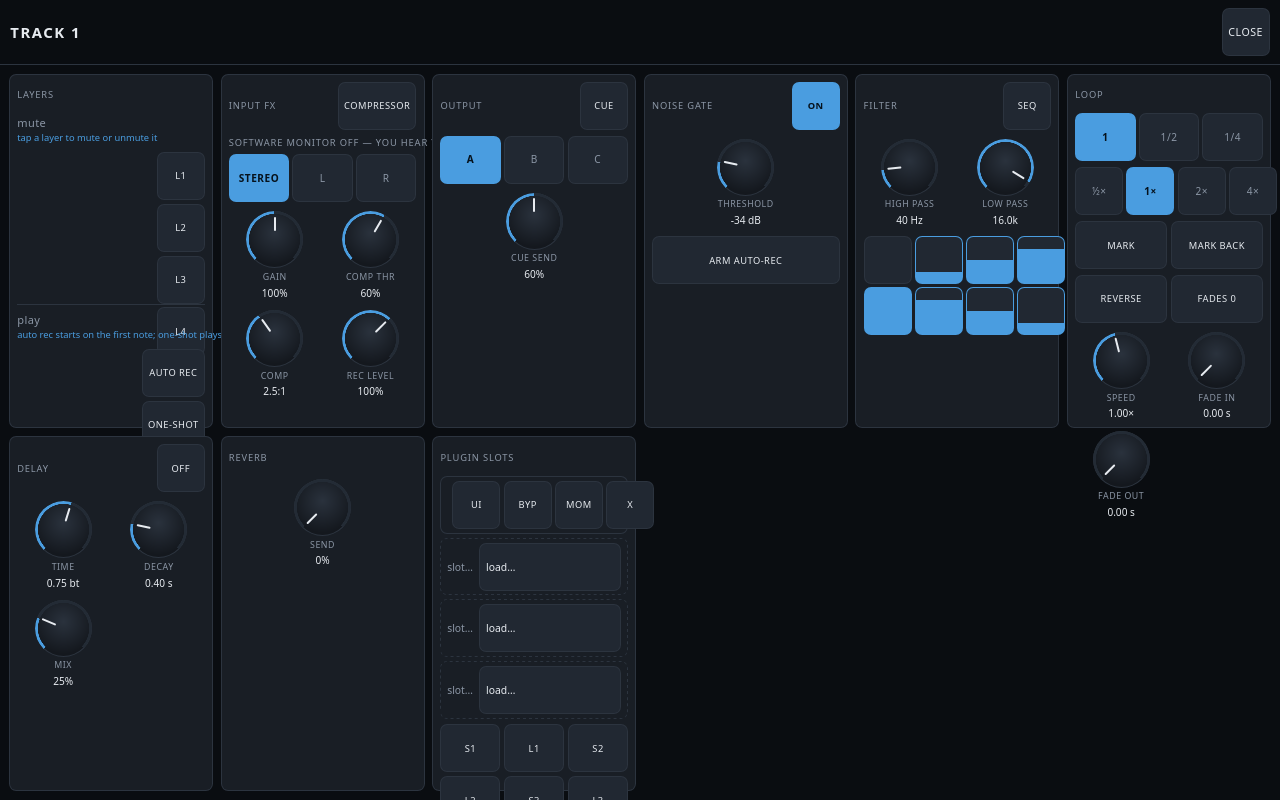 TRACK 1
CLOSE
LAYERS
mute
tap a layer to mute or unmute it
L1
L2
L3
L4
play
auto rec starts on the first note; one-shot plays
AUTO REC
ONE-SHOT
INPUT FX
COMPRESSOR
SOFTWARE MONITOR OFF — YOU HEAR
STEREO
L
R
GAIN
100%
COMP THR
60%
COMP
2.5:1
REC LEVEL
100%
OUTPUT
CUE
A
B
C
CUE SEND
60%
NOISE GATE
ON
THRESHOLD
-34 dB
ARM AUTO-REC
FILTER
SEQ
HIGH PASS
40 Hz
LOW PASS
16.0k
LOOP
1
1/2
1/4
½×
1×
2×
4×
MARK
MARK BACK
REVERSE
FADES 0
SPEED
1.00×
FADE IN
0.00 s
FADE OUT
0.00 s
DELAY
OFF
TIME
0.75 bt
DECAY
0.40 s
MIX
25%
REVERB
SEND
0%
PLUGIN SLOTS
UI
BYP
MOM
X
slot...
load...
slot...
load...
slot...
load...
S1
L1
S2
L2
S3
L3